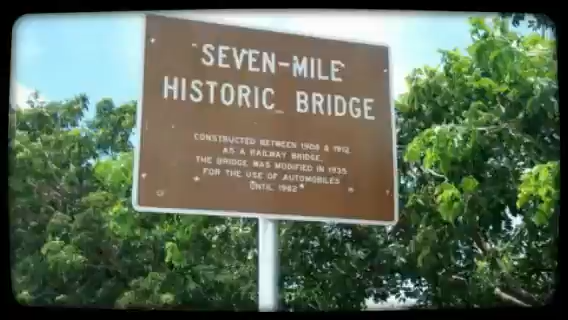 SEVEN-MILE
HISTORIC BRIDGE
CONSTRUCTED BETWEEN 1909 & 1912
AS A RAILWAY BRIDGE.
THE BRIDGE WAS MODIFIED IN 1935
FOR THE USE OF AUTOMOBILES
UNTIL 1982